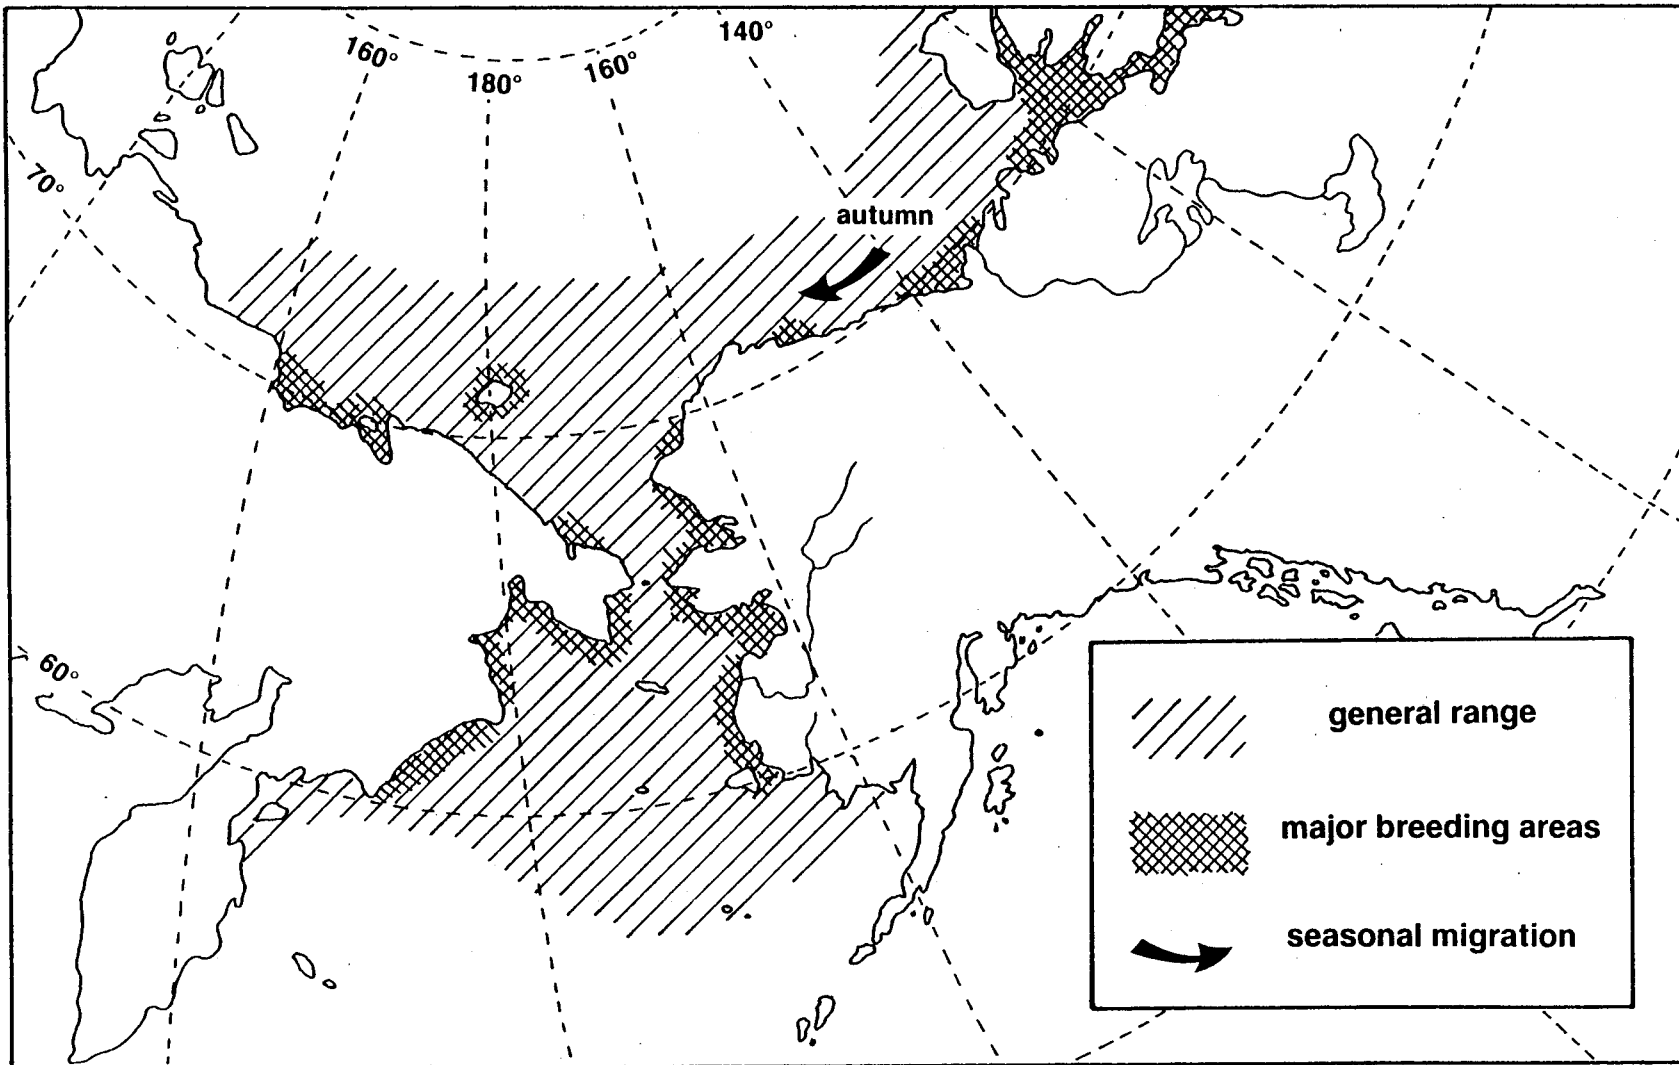 140°
160°
180°
160°
70°
autumn
60°
general range
major breeding areas
seasonal migration